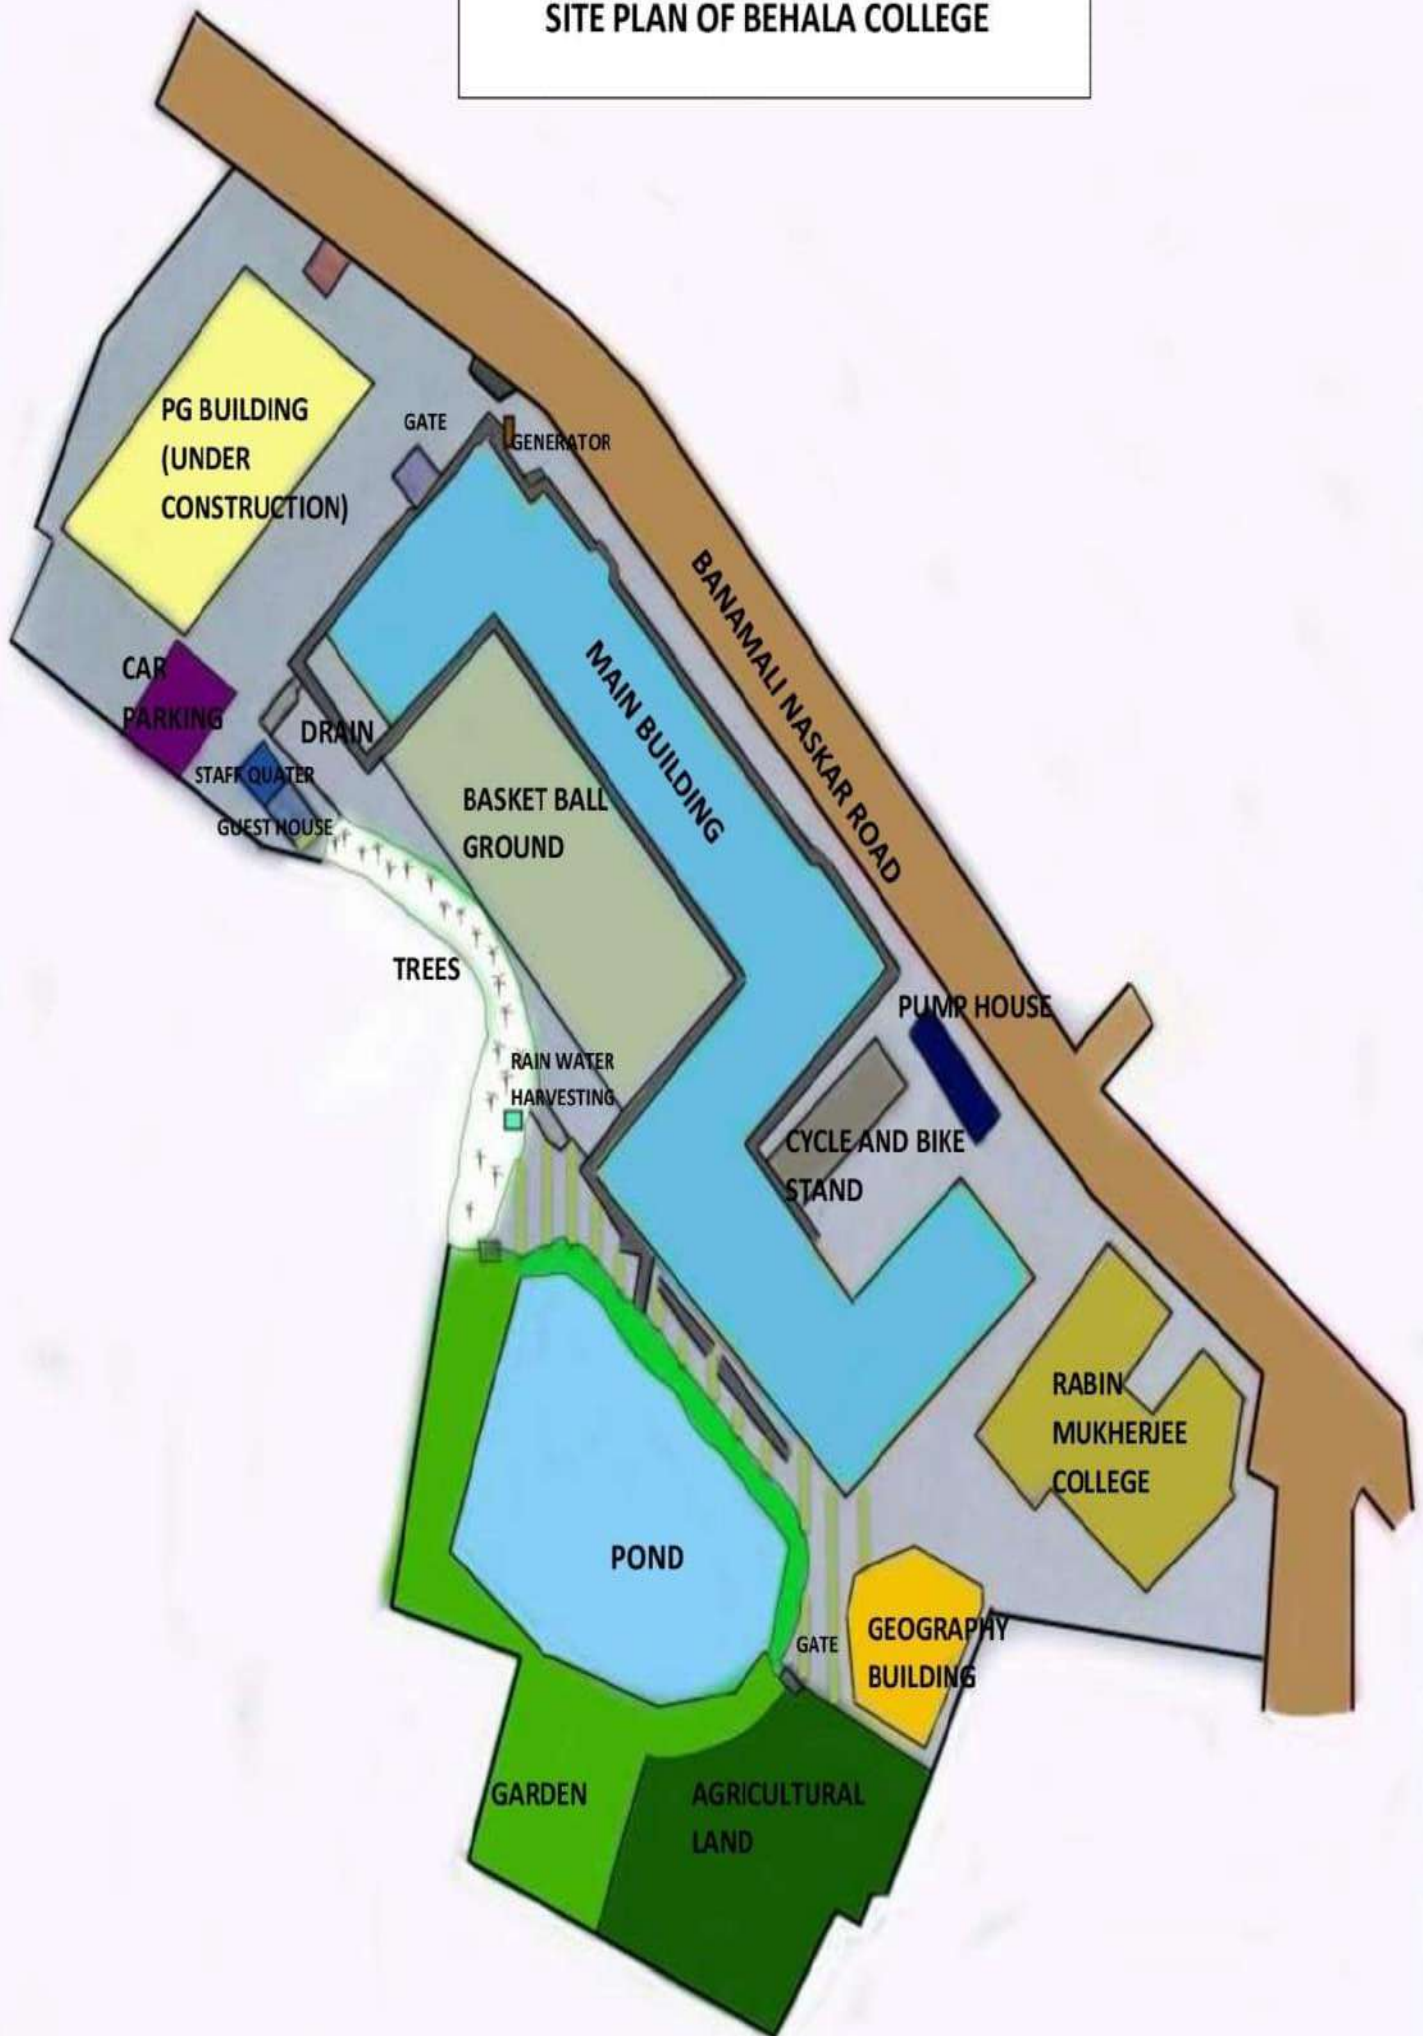 SITE PLAN OF BEHALA COLLEGE
PG BUILDING
(UNDER
CONSTRUCTION)
GATE
GENERATOR
BANAMALI NASKAR ROAD
MAIN BUILDING
CAR
PARKING
DRAIN
STAFF QUATER
GUEST HOUSE
BASKET BALL
GROUND
TREES
PUMP HOUSE
RAIN WATER
HARVESTING
CYCLE AND BIKE
STAND
RABIN
MUKHERJEE
COLLEGE
POND
GATE
GEOGRAPHY
BUILDING
GARDEN
AGRICULTURAL
LAND